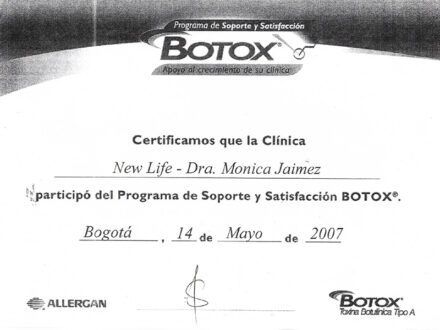 Programa de Soporte y Satisfacción
BOTOX®
Apoyo al crecimiento de su clínica
Certificamos que la Clínica
New Life - Dra. Monica Jaimez
participó del Programa de Soporte y Satisfacción BOTOX®.
Bogotá, 14 de Mayo de 2007
ALLERGAN
BOTOX®
Toxina Botulínica Tipo A